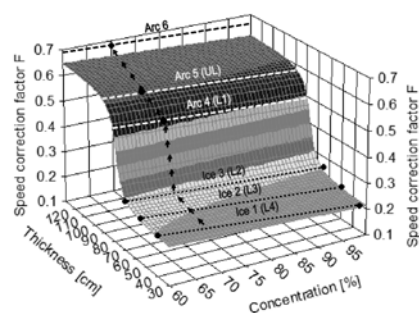 Arc 6
Arc 5 (UL)
Arc 4 (L1)
Ice 3 (L2)
Ice 2 (L3)
Ice 1 (L4)
Speed correction factor F
0.7
0.6
0.5
0.4
0.3
0.2
0.1
Speed correction factor F
0.7
0.6
0.5
0.4
0.3
0.2
0.1
Thickness [cm]
120
30
Concentration [%]
60
65
70
75
80
85
90
95